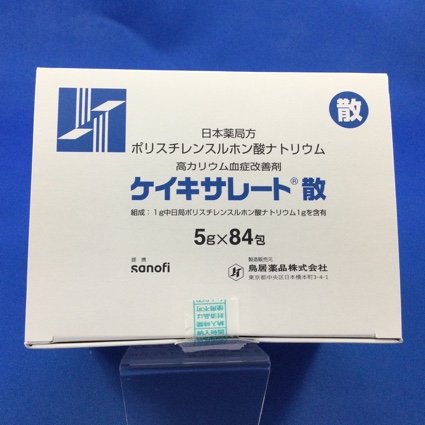 散
日本薬局方
ポリスチレンスルホン酸ナトリウム
高カリウム血症改善剤
ケイキサレート®散
組成：1g中日局ポリスチレンスルホン酸ナトリウム1gを含有
5g×84包
提携
sanofi
製造販売元
鳥居薬品株式会社
東京都中央区日本橋本町3-4-1